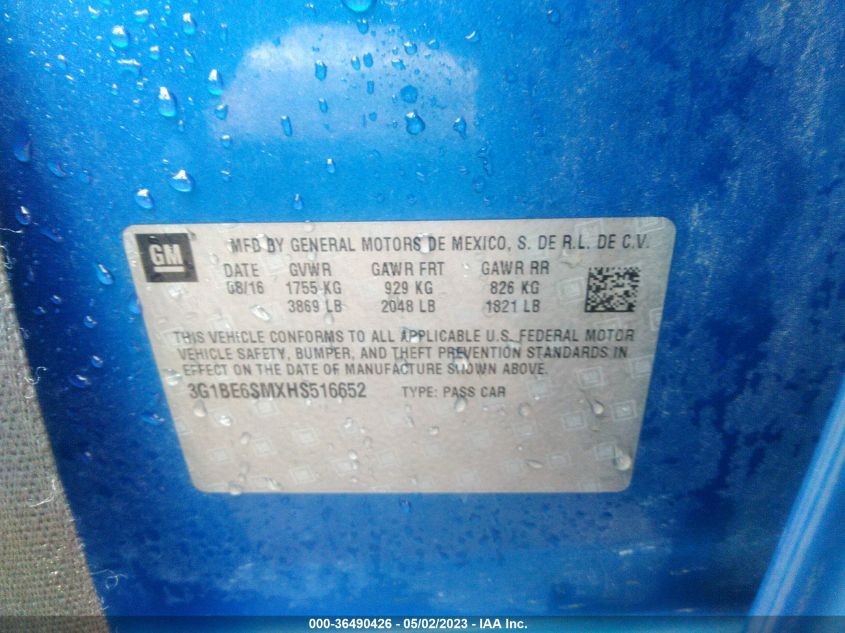 GM MFD BY GENERAL MOTORS DE MEXICO, S. DE R.L. DE C.V.
DATE GVWR GAWR FRT GAWR RR
08/16 1755 KG 929 KG 826 KG
3869 LB 2048 LB 1821 LB
THIS VEHICLE CONFORMS TO ALL APPLICABLE U.S. FEDERAL MOTOR
VEHICLE SAFETY, BUMPER, AND THEFT PREVENTION STANDARDS IN
EFFECT ON THE DATE OF MANUFACTURE SHOWN ABOVE.
3G1BE6SMXHS516652 TYPE: PASS CAR
000-36490426 - 05/02/2023 - IAA Inc.